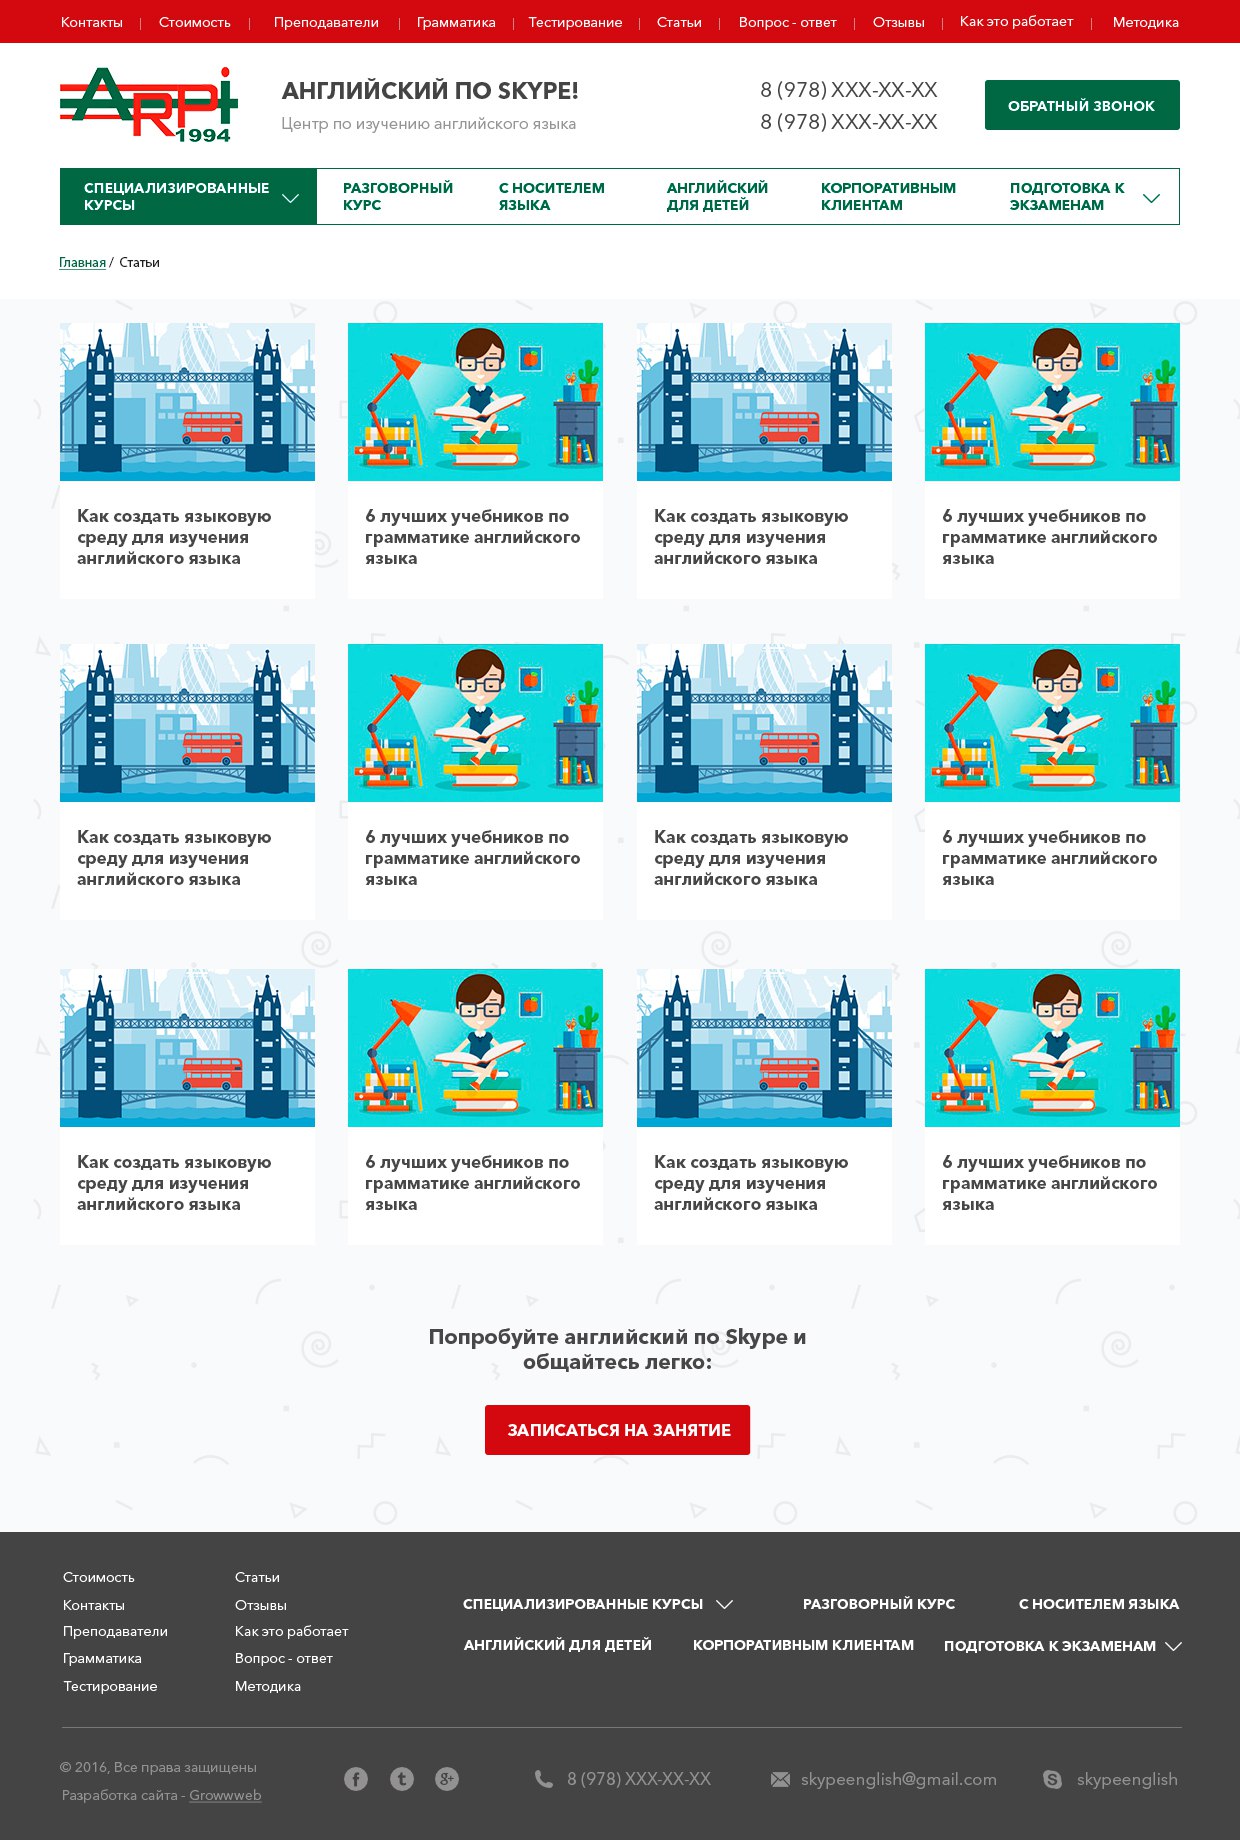 Контакты | Стоимость | Преподаватели | Грамматика | Тестирование | Статьи | Вопрос - ответ | Отзывы | Как это работает | Методика
ARPi
1994
АНГЛИЙСКИЙ ПО SKYPE!
Центр по изучению английского языка
8 (978) XXX-XX-XX
8 (978) XXX-XX-XX
ОБРАТНЫЙ ЗВОНОК
СПЕЦИАЛИЗИРОВАННЫЕ
КУРСЫ
РАЗГОВОРНЫЙ
КУРС
С НОСИТЕЛЕМ
ЯЗЫКА
АНГЛИЙСКИЙ
ДЛЯ ДЕТЕЙ
КОРПОРАТИВНЫМ
КЛИЕНТАМ
ПОДГОТОВКА К
ЭКЗАМЕНАМ
Главная / Статьи
Как создать языковую
среду для изучения
английского языка
6 лучших учебников по
грамматике английского
языка
Как создать языковую
среду для изучения
английского языка
6 лучших учебников по
грамматике английского
языка
Как создать языковую
среду для изучения
английского языка
6 лучших учебников по
грамматике английского
языка
Как создать языковую
среду для изучения
английского языка
6 лучших учебников по
грамматике английского
языка
Как создать языковую
среду для изучения
английского языка
6 лучших учебников по
грамматике английского
языка
Как создать языковую
среду для изучения
английского языка
6 лучших учебников по
грамматике английского
языка
Попробуйте английский по Skype и
общайтесь легко:
ЗАПИСАТЬСЯ НА ЗАНЯТИЕ
Стоимость
Контакты
Преподаватели
Грамматика
Тестирование
Статьи
Отзывы
Как это работает
Вопрос - ответ
Методика
СПЕЦИАЛИЗИРОВАННЫЕ КУРСЫ
РАЗГОВОРНЫЙ КУРС
С НОСИТЕЛЕМ ЯЗЫКА
АНГЛИЙСКИЙ ДЛЯ ДЕТЕЙ
КОРПОРАТИВНЫМ КЛИЕНТАМ
ПОДГОТОВКА К ЭКЗАМЕНАМ
© 2016, Все права защищены
Разработка сайта - Growwweb
8 (978) XXX-XX-XX
skypeenglish@gmail.com
skypeenglish